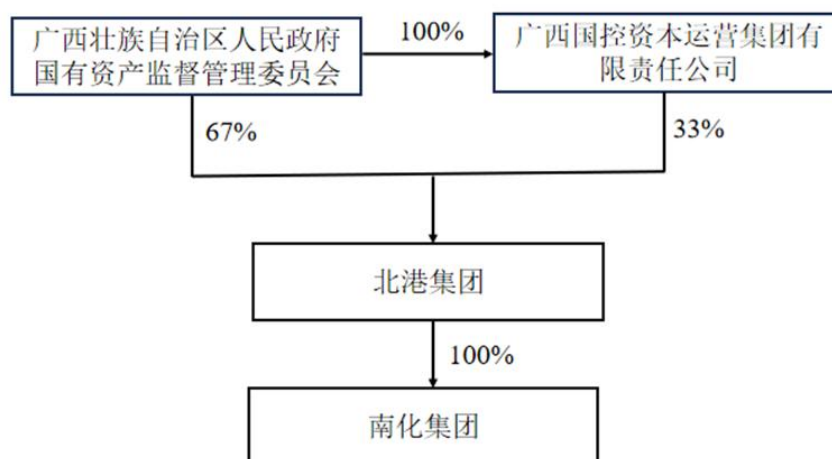 广西壮族自治区人民政府
国有资产监督管理委员会
100%
广西国控资本运营集团有
限责任公司
67%
33%
北港集团
100%
南化集团